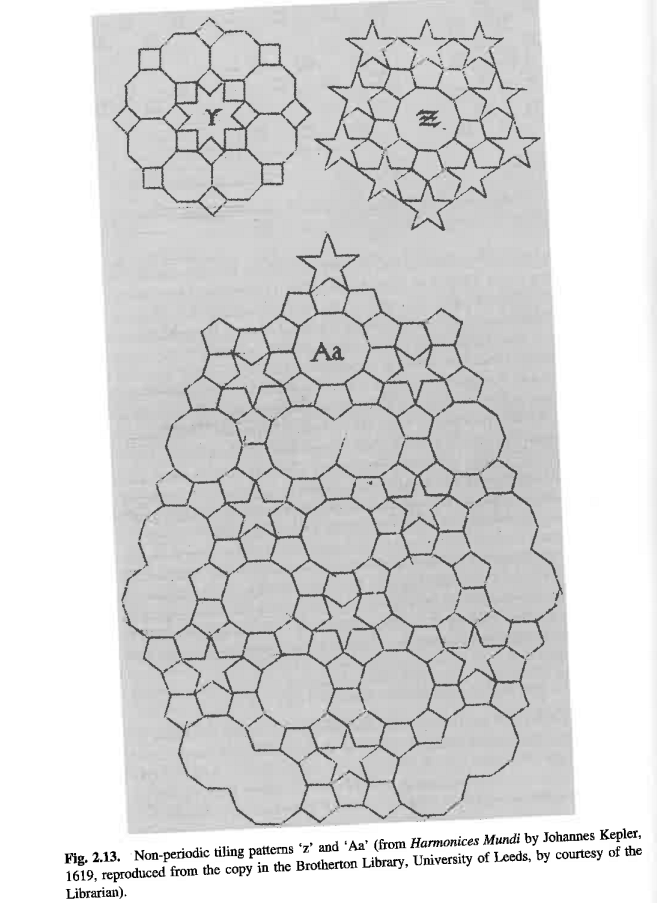 Y
Z
Aa
Fig. 2.13. Non-periodic tiling patterns ‘z’ and ‘Aa’ (from Harmonices Mundi by Johannes Kepler,
1619, reproduced from the copy in the Brotherton Library, University of Leeds, by courtesy of the
Librarian).